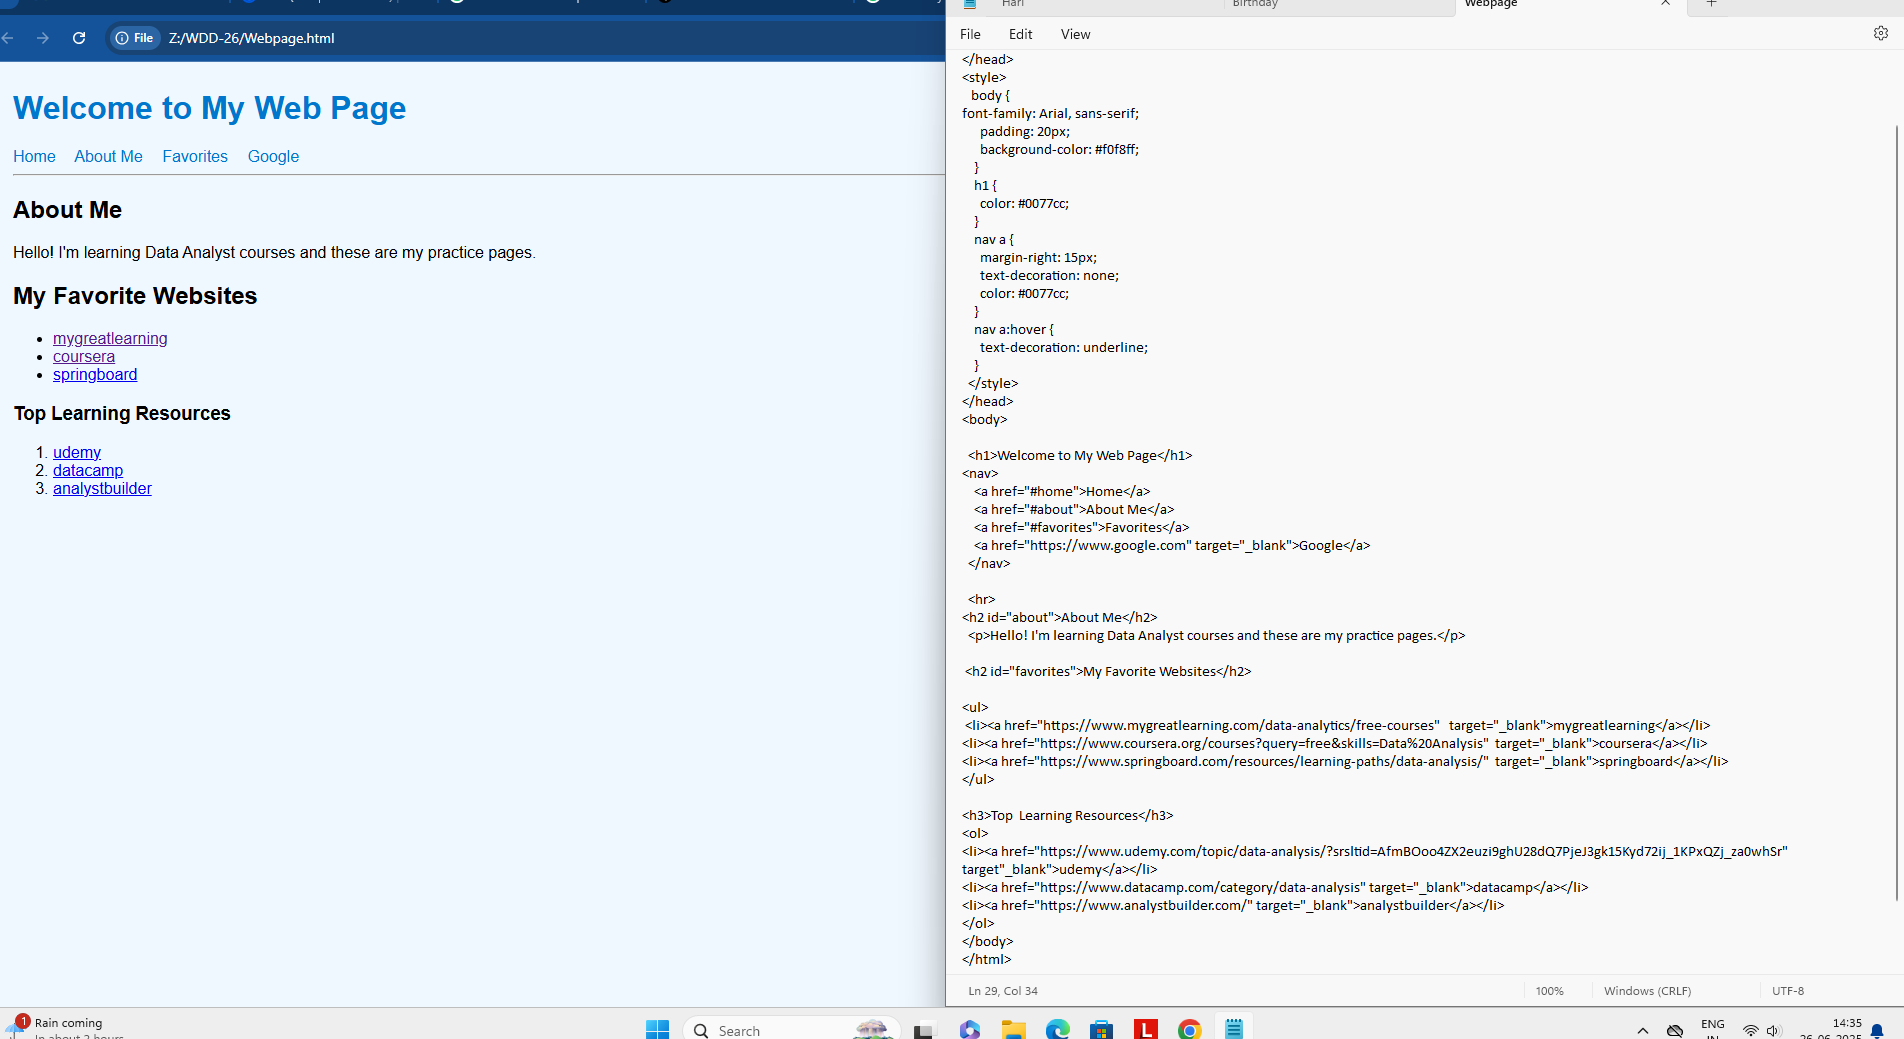 File
Z:/WDD-26/Webpage.html
Welcome to My Web Page
Home About Me Favorites Google
About Me
Hello! I'm learning Data Analyst courses and these are my practice pages.
My Favorite Websites
• mygreatlearning
• coursera
• springboard
Top Learning Resources
1. udemy
2. datacamp
3. analystbuilder
Hari
Birthday
Webpage
File Edit View
</head>
<style>
body {
font-family: Arial, sans-serif;
padding: 20px;
background-color: #f0f8ff;
}
h1 {
color: #0077cc;
}
nav a {
margin-right: 15px;
text-decoration: none;
color: #0077cc;
}
nav a:hover {
text-decoration: underline;
}
</style>
</head>
<body>
<h1>Welcome to My Web Page</h1>
<nav>
<a href="#home">Home</a>
<a href="#about">About Me</a>
<a href="#favorites">Favorites</a>
<a href="https://www.google.com" target="_blank">Google</a>
</nav>
<hr>
<h2 id="about">About Me</h2>
<p>Hello! I'm learning Data Analyst courses and these are my practice pages.</p>
<h2 id="favorites">My Favorite Websites</h2>
<ul>
<li><a href="https://www.mygreatlearning.com/data-analytics/free-courses" target="_blank">mygreatlearning</a></li>
<li><a href="https://www.coursera.org/courses?query=free&skills=Data%20Analysis" target="_blank">coursera</a></li>
<li><a href="https://www.springboard.com/resources/learning-paths/data-analysis/" target="_blank">springboard</a></li>
</ul>
<h3>Top Learning Resources</h3>
<ol>
<li><a href="https://www.udemy.com/topic/data-analysis/?srsltid=AfmBOoo4ZX2euzi9ghU28dQ7PjeJ3gk15Kyd72ij_1KPxQZj_za0whSr"
target"_blank">udemy</a></li>
<li><a href="https://www.datacamp.com/category/data-analysis" target="_blank">datacamp</a></li>
<li><a href="https://www.analystbuilder.com/" target="_blank">analystbuilder</a></li>
</ol>
</body>
</html>
Ln 29, Col 34
100%
Windows (CRLF)
UTF-8
1
Rain coming
In about 2 hours
Search
L
ENG
IN
14:35
26-06-2025